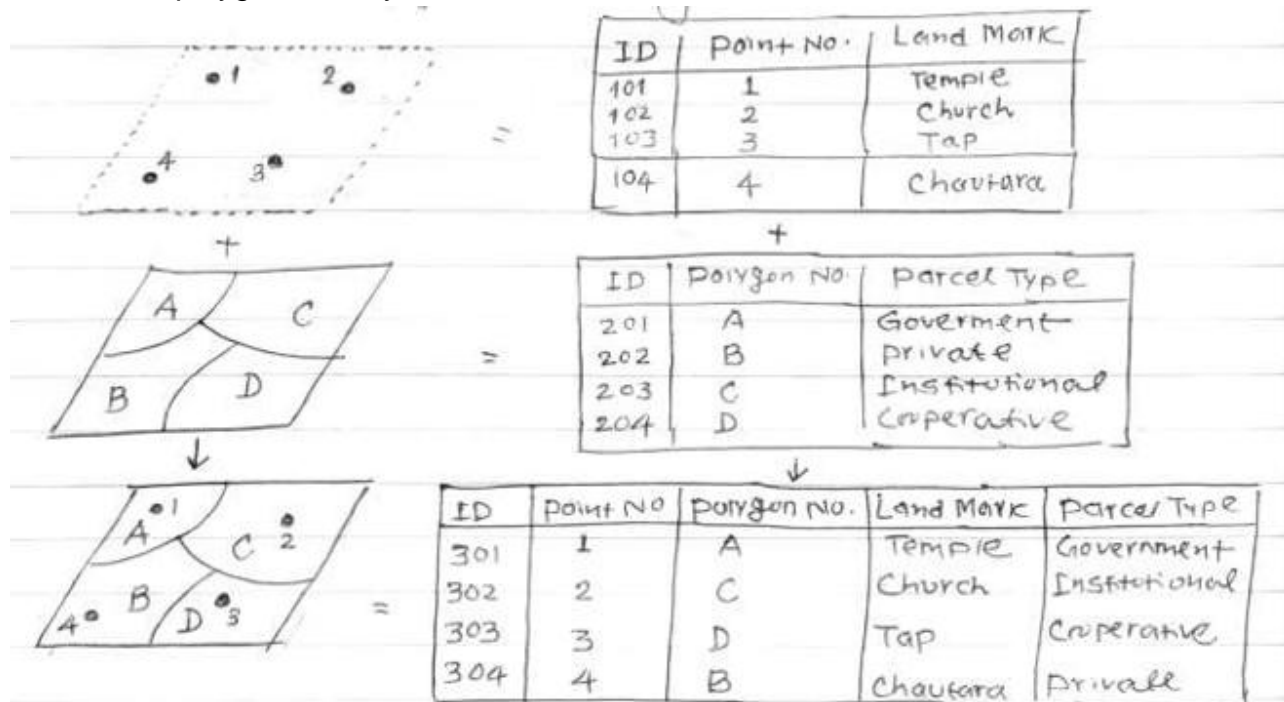 1 2
4 3
=
ID Point No. Land Mark
101 1 Temple
102 2 Church
103 3 Tap
104 4 Chautara
+ +
A C
B D
=
ID Polygon No. Parcel Type
201 A Goverment
202 B private
203 C Institutional
204 D Cooperative
↓ ↓
1
A C 2
B
4 D 3
=
ID Point No Polygon No. Land Mark Parcel Type
301 1 A Temple Government
302 2 C Church Institutional
303 3 D Tap Cooperative
304 4 B Chautara Private